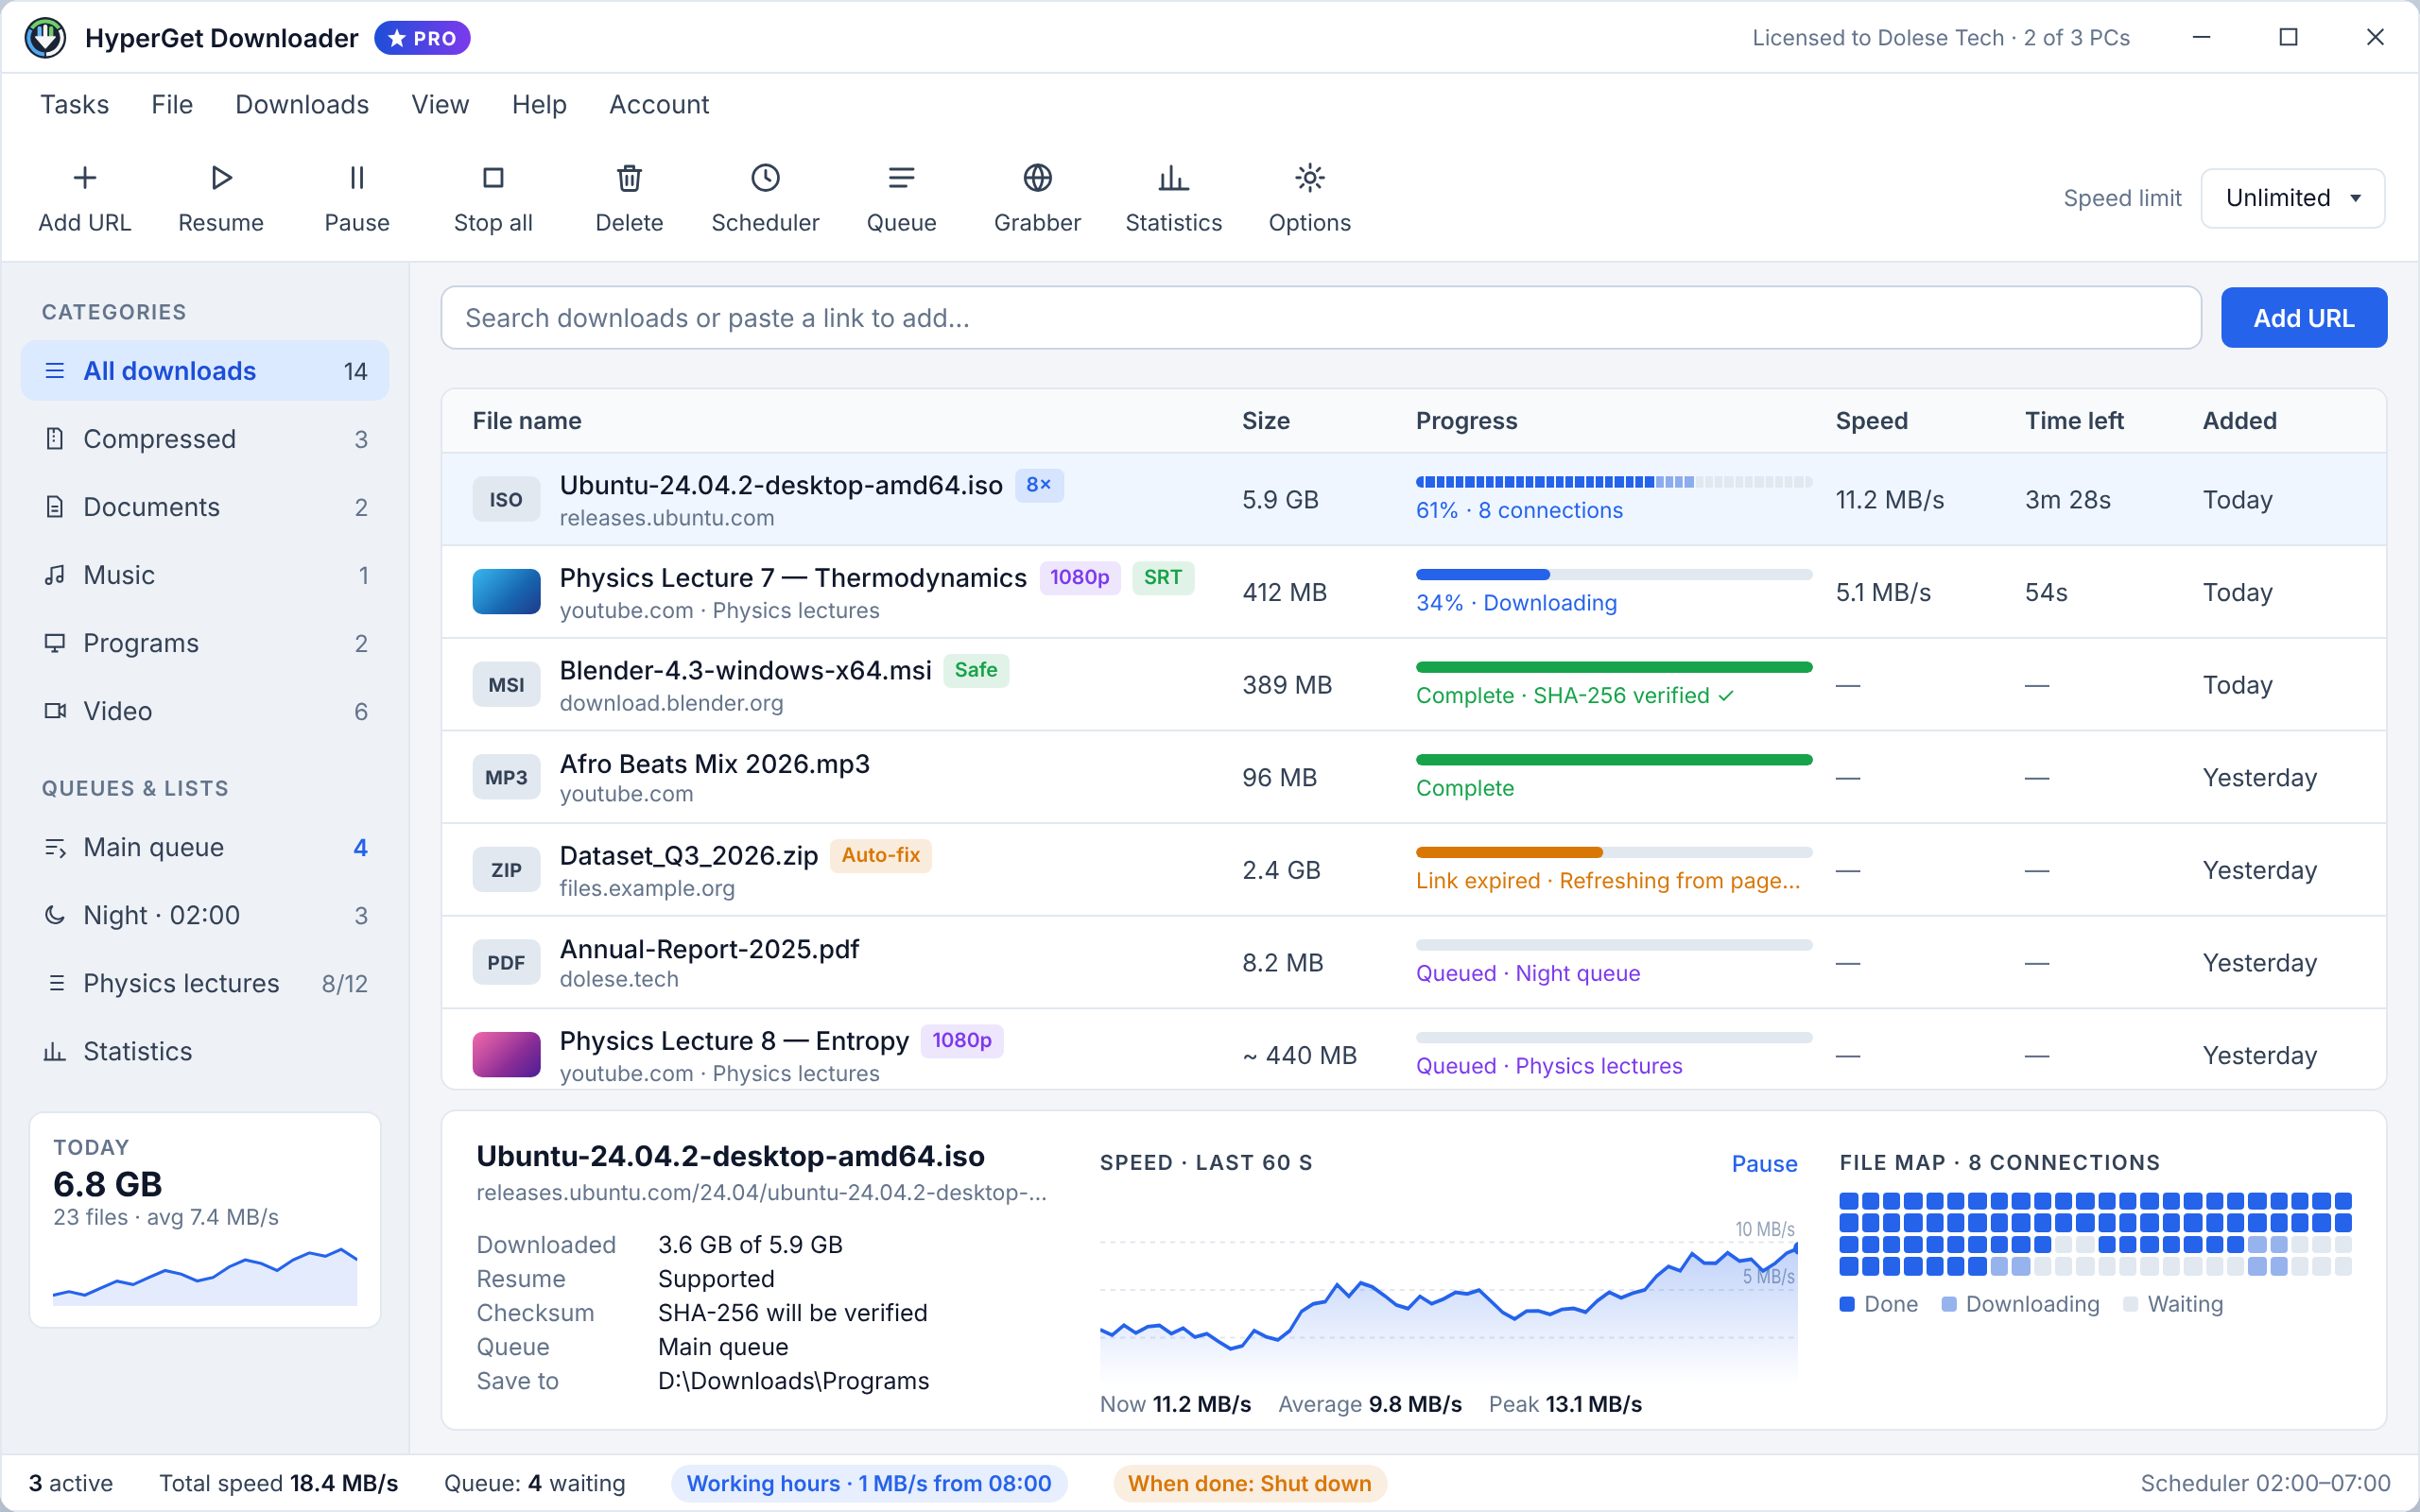 HyperGet Downloader PRO Licensed to Dolese Tech · 2 of 3 PCs
Tasks File Downloads View Help Account
Add URL Resume Pause Stop all Delete Scheduler Queue Grabber Statistics Options Speed limit Unlimited
CATEGORIES
All downloads 14
Compressed 3
Documents 2
Music 1
Programs 2
Video 6
QUEUES & LISTS
Main queue 4
Night · 02:00 3
Physics lectures 8/12
Statistics
TODAY
6.8 GB
23 files · avg 7.4 MB/s
Search downloads or paste a link to add... Add URL
File name Size Progress Speed Time left Added
ISO Ubuntu-24.04.2-desktop-amd64.iso 8× 5.9 GB 11.2 MB/s 3m 28s Today
releases.ubuntu.com 61% · 8 connections
Physics Lecture 7 — Thermodynamics 1080p SRT 412 MB 5.1 MB/s 54s Today
youtube.com · Physics lectures 34% · Downloading
MSI Blender-4.3-windows-x64.msi Safe 389 MB — — Today
download.blender.org Complete · SHA-256 verified ✓
MP3 Afro Beats Mix 2026.mp3 96 MB — — Yesterday
youtube.com Complete
ZIP Dataset_Q3_2026.zip Auto-fix 2.4 GB — — Yesterday
files.example.org Link expired · Refreshing from page...
PDF Annual-Report-2025.pdf 8.2 MB — — Yesterday
dolese.tech Queued · Night queue
Physics Lecture 8 — Entropy 1080p ~ 440 MB — — Yesterday
youtube.com · Physics lectures Queued · Physics lectures
Ubuntu-24.04.2-desktop-amd64.iso
releases.ubuntu.com/24.04/ubuntu-24.04.2-desktop-...
Downloaded 3.6 GB of 5.9 GB
Resume Supported
Checksum SHA-256 will be verified
Queue Main queue
Save to D:\Downloads\Programs
SPEED · LAST 60 S Pause
10 MB/s
5 MB/s
Now 11.2 MB/s Average 9.8 MB/s Peak 13.1 MB/s
FILE MAP · 8 CONNECTIONS
Done Downloading Waiting
3 active Total speed 18.4 MB/s Queue: 4 waiting Working hours · 1 MB/s from 08:00 When done: Shut down Scheduler 02:00–07:00